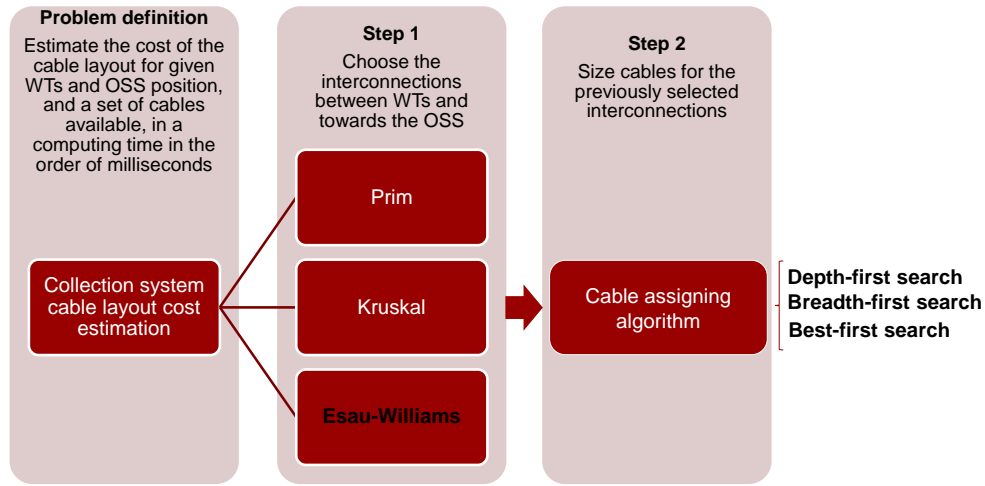 Problem definition
Estimate the cost of the
cable layout for given
WTs and OSS position,
and a set of cables
available, in a
computing time in the
order of milliseconds
Collection system
cable layout cost
estimation
Step 1
Choose the
interconnections
between WTs and
towards the OSS
Prim
Kruskal
Esau-Williams
Step 2
Size cables for the
previously selected
interconnections
Cable assigning
algorithm
Depth-first search
Breadth-first search
Best-first search